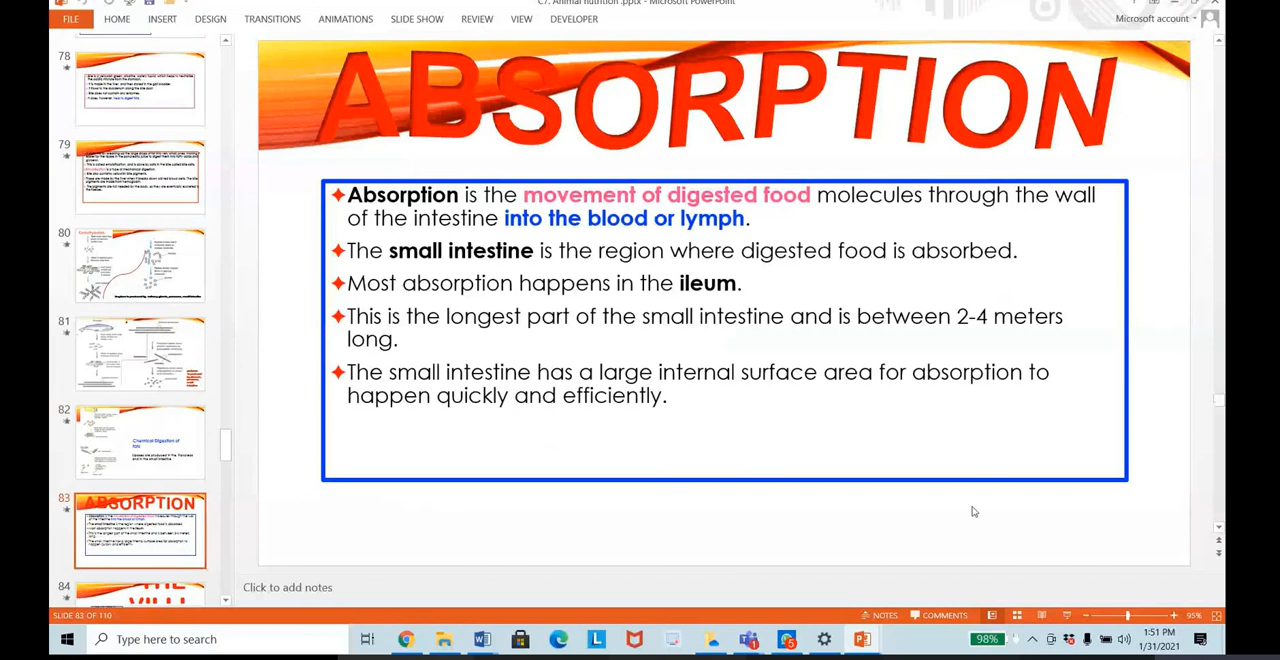 C7. Animal nutrition .pptx - Microsoft PowerPoint
FILE HOME INSERT DESIGN TRANSITIONS ANIMATIONS SLIDE SHOW REVIEW VIEW DEVELOPER
Microsoft account
78
79
80
81
82
Chemical Digestion of
83
ABSORPTION
84
ABSORPTION
Absorption is the movement of digested food molecules through the wall
of the intestine into the blood or lymph.
The small intestine is the region where digested food is absorbed.
Most absorption happens in the ileum.
This is the longest part of the small intestine and is between 2-4 meters
long.
The small intestine has a large internal surface area for absorption to
happen quickly and efficiently.
Click to add notes
SLIDE 83 OF 110
NOTES COMMENTS 95%
Type here to search
98%
1:51 PM
1/31/2021